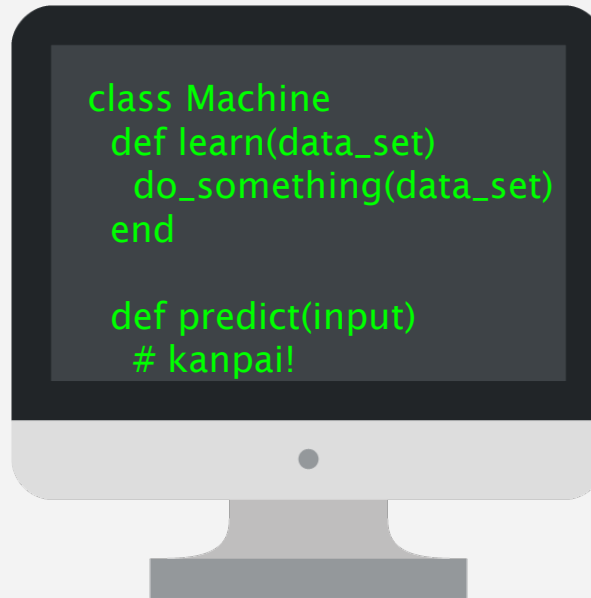 class Machine
def learn(data_set)
do_something(data_set)
end
def predict(input)
# kanpai!